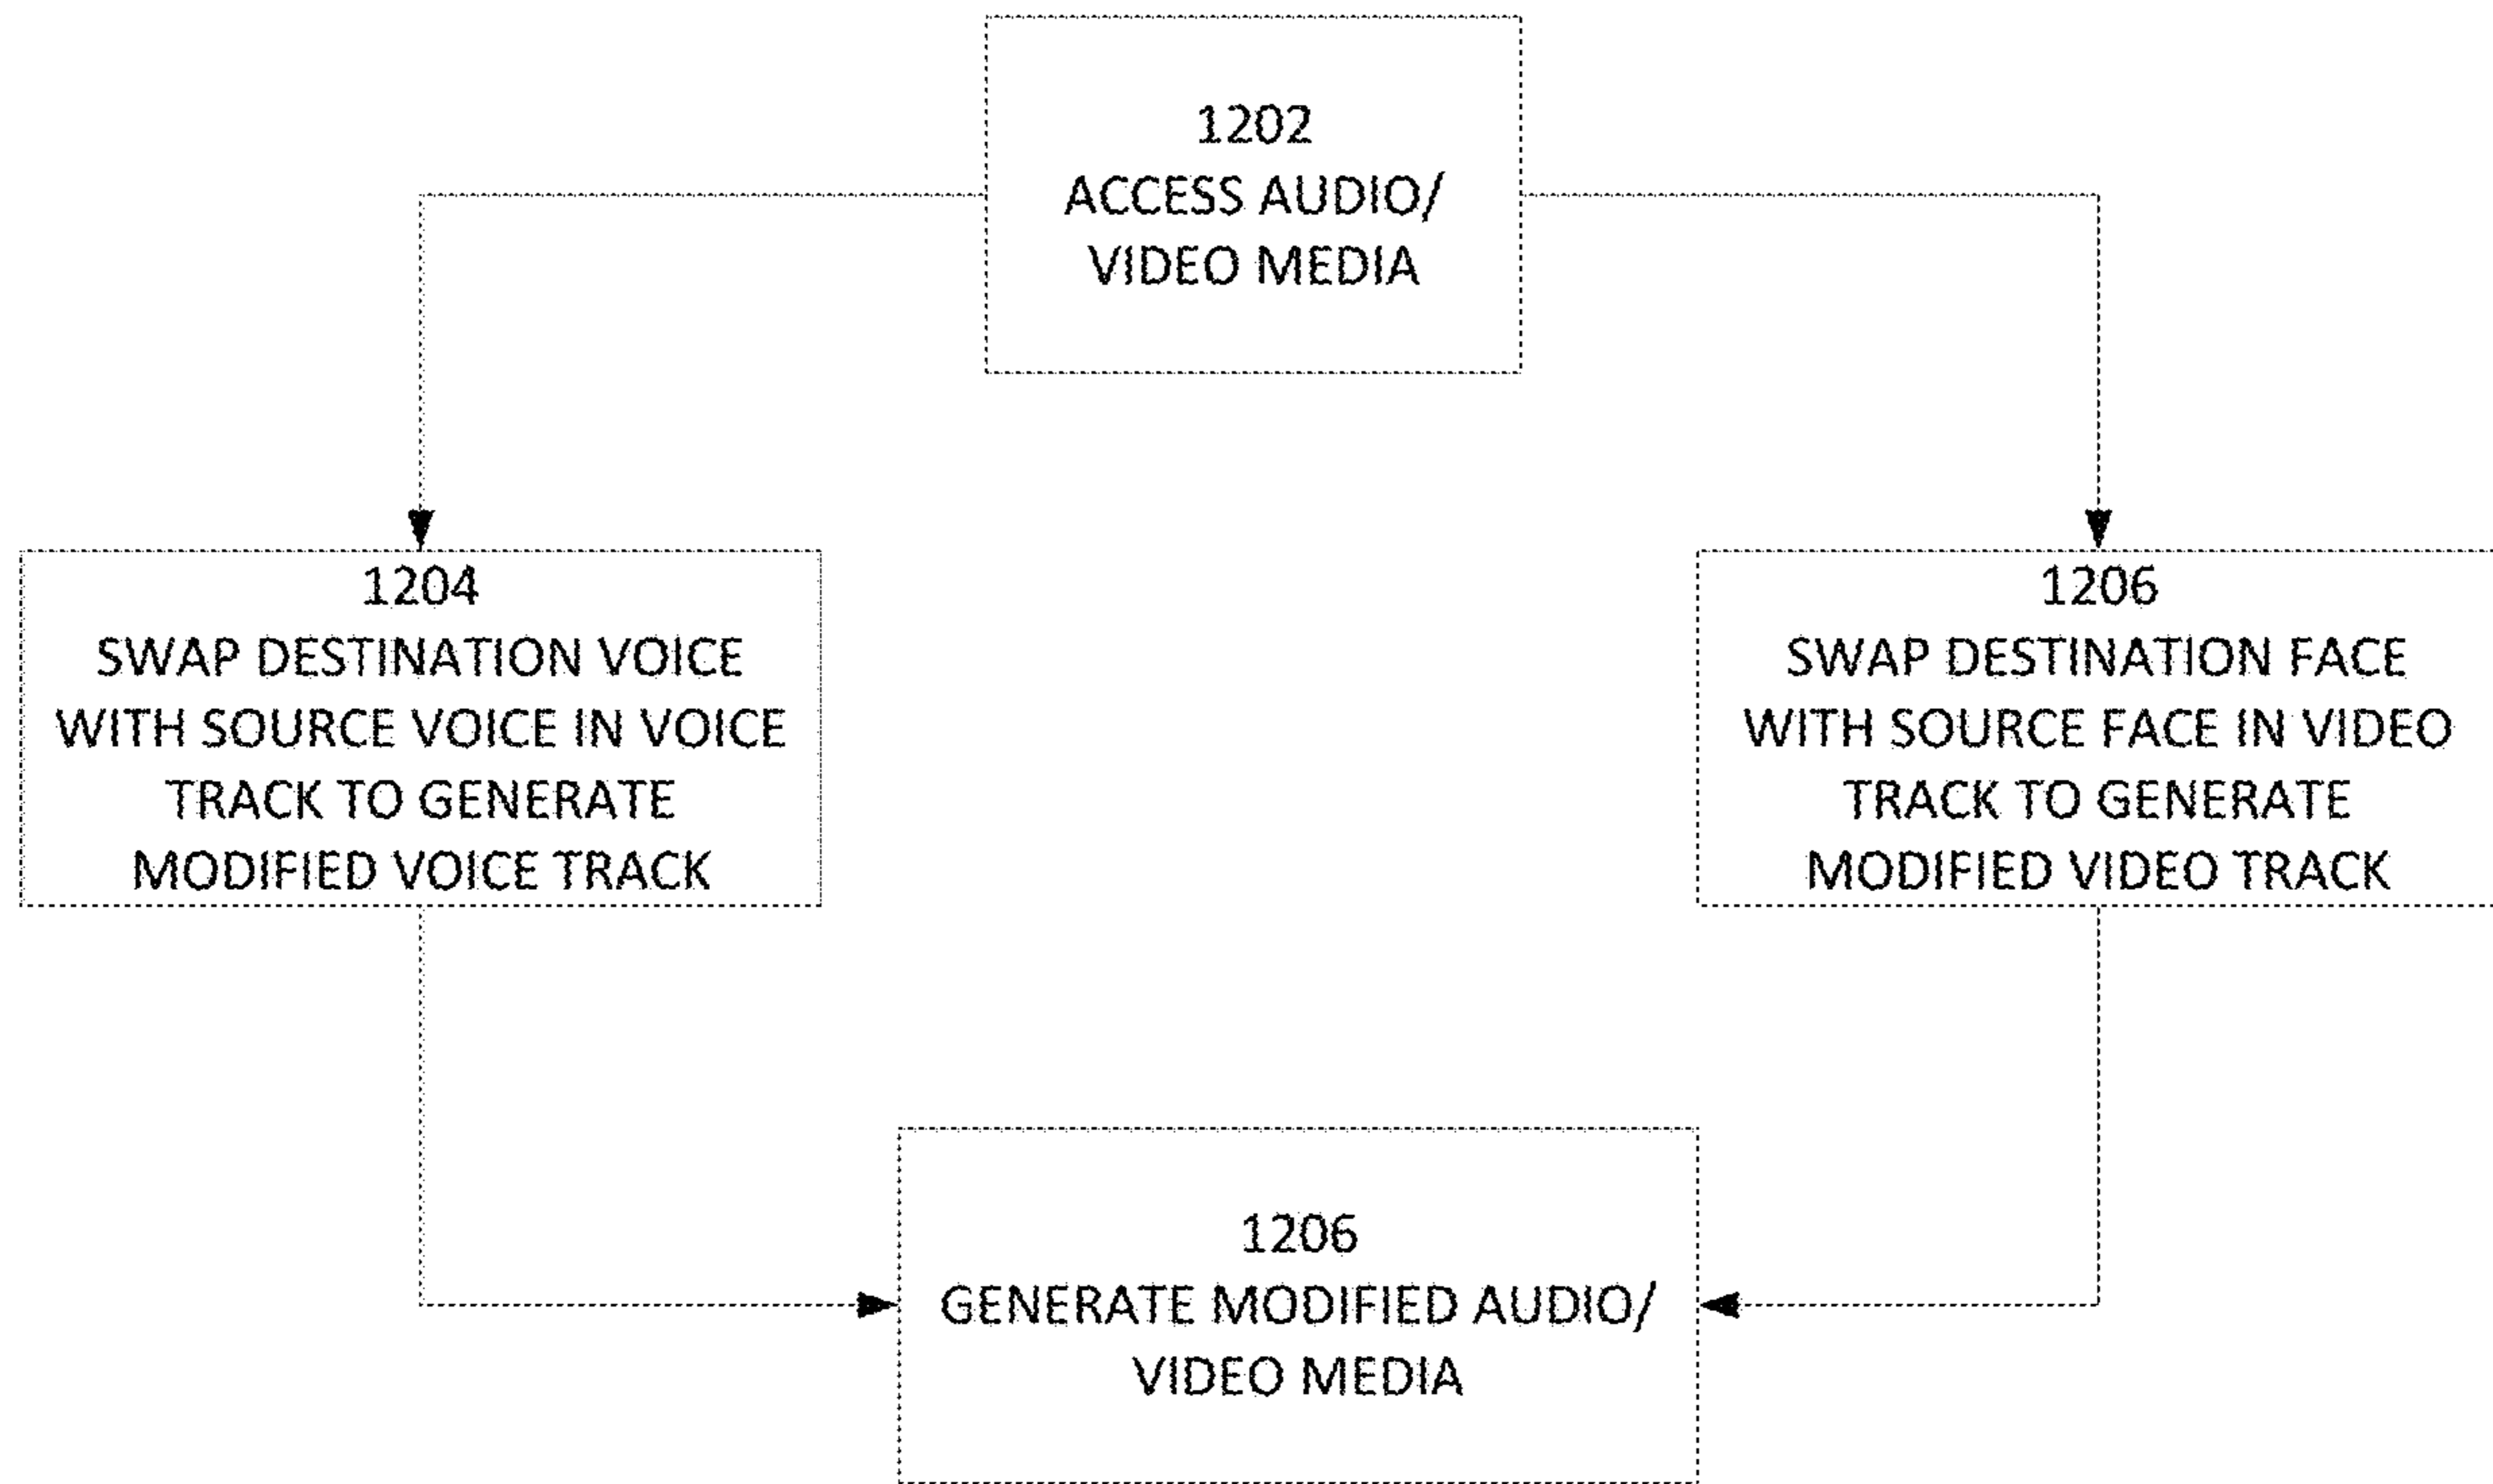 1202
ACCESS AUDIO/
VIDEO MEDIA
1204
SWAP DESTINATION VOICE
WITH SOURCE VOICE IN VOICE
TRACK TO GENERATE
MODIFIED VOICE TRACK
1206
SWAP DESTINATION FACE
WITH SOURCE FACE IN VIDEO
TRACK TO GENERATE
MODIFIED VIDEO TRACK
1206
GENERATE MODIFIED AUDIO/
VIDEO MEDIA